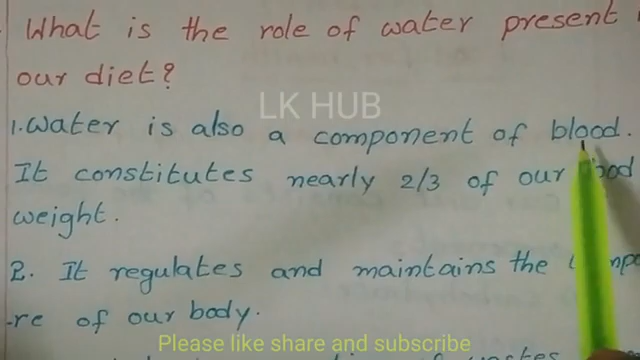 What is the role of water present
our diet?
LK HUB
1. Water is also a component of blood.
It constitutes nearly 2/3 of our
weight.
2. It regulates and maintains the
-re of our body.
Please like share and subscribe